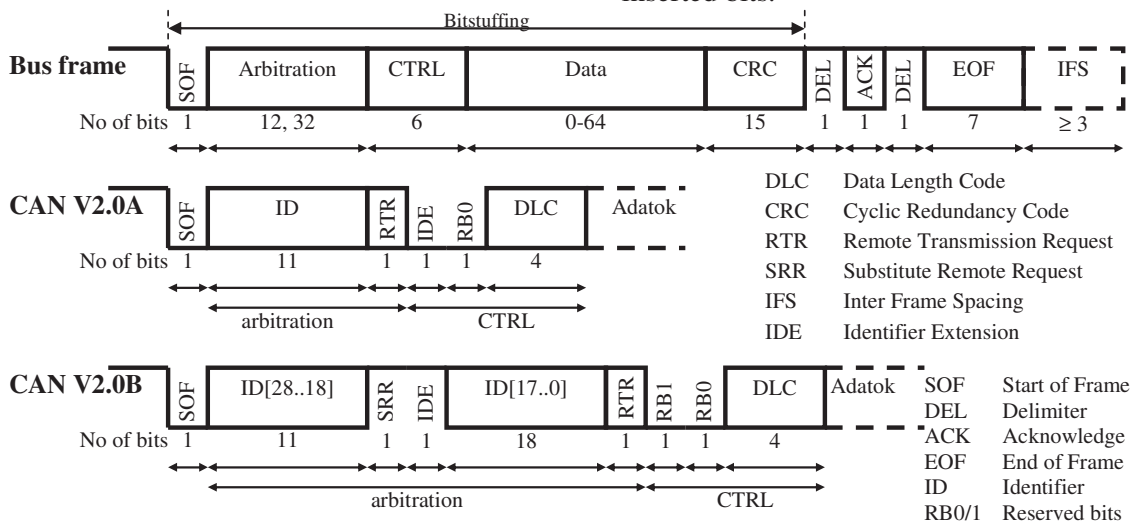 inserted bits.
Bitstuffing
Bus frame SOF Arbitration CTRL Data CRC DEL ACK DEL EOF IFS
No of bits 1 12, 32 6 0-64 15 1 1 1 7 ≥ 3
CAN V2.0A SOF ID RTR IDE RB0 DLC Adatok
No of bits 1 11 1 1 1 4
arbitration CTRL
DLC Data Length Code
CRC Cyclic Redundancy Code
RTR Remote Transmission Request
SRR Substitute Remote Request
IFS Inter Frame Spacing
IDE Identifier Extension
CAN V2.0B SOF ID[28..18] SRR IDE ID[17..0] RTR RB1 RB0 DLC Adatok
No of bits 1 11 1 1 18 1 1 1 4
arbitration CTRL
SOF Start of Frame
DEL Delimiter
ACK Acknowledge
EOF End of Frame
ID Identifier
RB0/1 Reserved bits